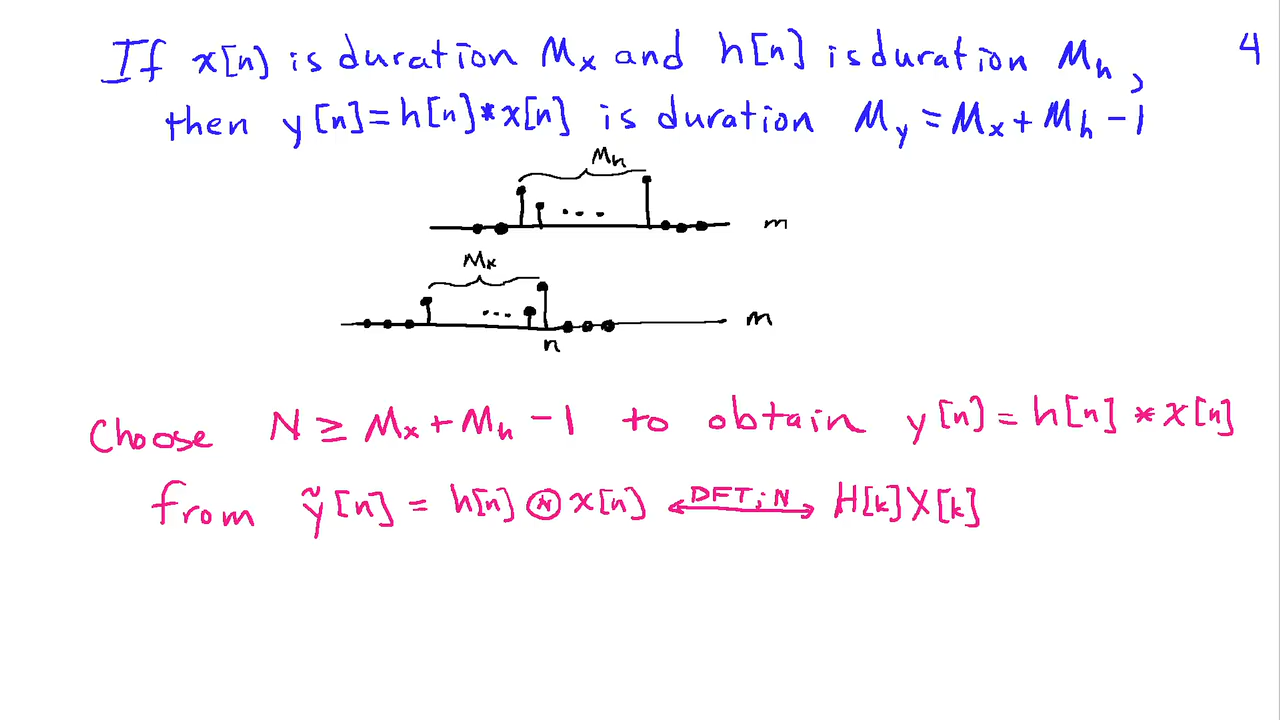 If x[n] is duration Mx and h[n] is duration Mh, 4
then y[n]=h[n]*x[n] is duration My=Mx+Mh-1
Mh
... m
Mx
... m
n
Choose N ≥ Mx+Mh-1 to obtain y[n]=h[n]*x[n]
from ỹ[n] = h[n] Ⓝ x[n] <-DFT;N-> H[k]X[k]